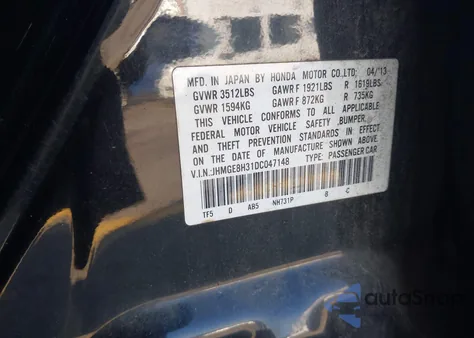 MFD. IN JAPAN BY HONDA MOTOR CO.,LTD. 04/13
GVWR 3512LBS GAWR F 1921LBS R 1619LBS
GVWR 1594KG GAWR F 872KG R 735KG
THIS VEHICLE CONFORMS TO ALL APPLICABLE
FEDERAL MOTOR VEHICLE SAFETY, BUMPER,
AND THEFT PREVENTION STANDARDS IN EFFECT
ON THE DATE OF MANUFACTURE SHOWN ABOVE
V.I.N.:JHMGE8H31DC047148 TYPE: PASSENGER CAR
TF5 D AB5 NH731P B C